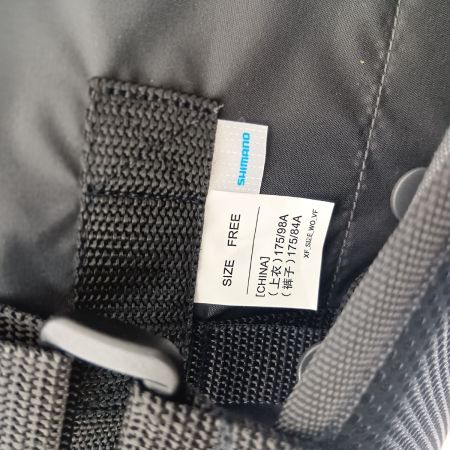 SHIMANO
SIZE FREE
[CHINA]
(上衣)175/98A
(裤子)175/84A
XF_SIZE_WO_VF